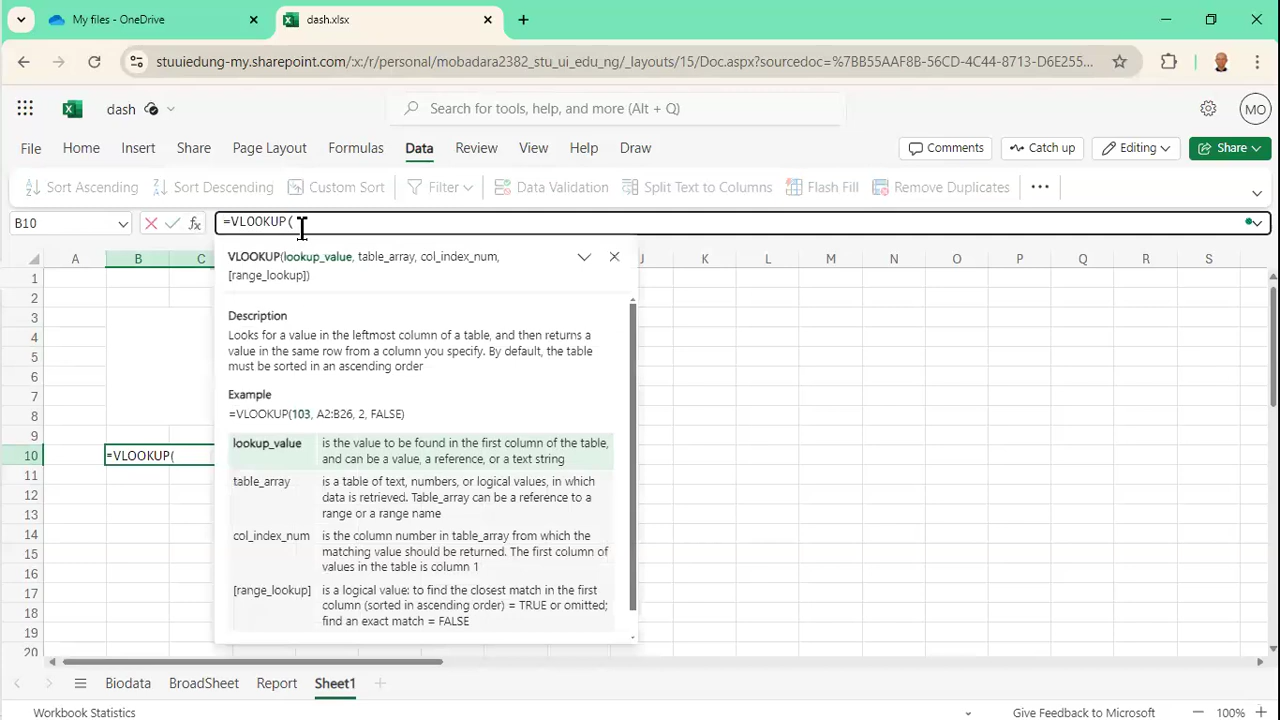 My files - OneDrive
dash.xlsx
stuuiedung-my.sharepoint.com/:x:/r/personal/mobidara2382_stu_ui_edu_ng/_layouts/15/Doc.aspx?sourcedoc=%7BB55AAF8B-56CD-4C44-8713-D6E255...
dash
Search for tools, help, and more (Alt + Q)
MO
File Home Insert Share Page Layout Formulas Data Review View Help Draw
Comments Catch up Editing Share
Sort Ascending Sort Descending Custom Sort Filter Data Validation Split Text to Columns Flash Fill Remove Duplicates
B10 fx =VLOOKUP(
A B C J K L M N O P Q R S
VLOOKUP(lookup_value, table_array, col_index_num,
[range_lookup])
1
2
Description
3
Looks for a value in the leftmost column of a table, and then returns a
4
value in the same row from a column you specify. By default, the table
5
must be sorted in an ascending order
6
7
Example
8
=VLOOKUP(103, A2:B26, 2, FALSE)
9
lookup_value is the value to be found in the first column of the table,
10 =VLOOKUP(
and can be a value, a reference, or a text string
11
table_array is a table of text, numbers, or logical values, in which
12
data is retrieved. Table_array can be a reference to a
13
range or a range name
14
col_index_num is the column number in table_array from which the
15
matching value should be returned. The first column of
16
values in the table is column 1
17
[range_lookup] is a logical value: to find the closest match in the first
18
column (sorted in ascending order) = TRUE or omitted;
19
find an exact match = FALSE
20
Biodata BroadSheet Report Sheet1
Workbook Statistics Give Feedback to Microsoft 100%